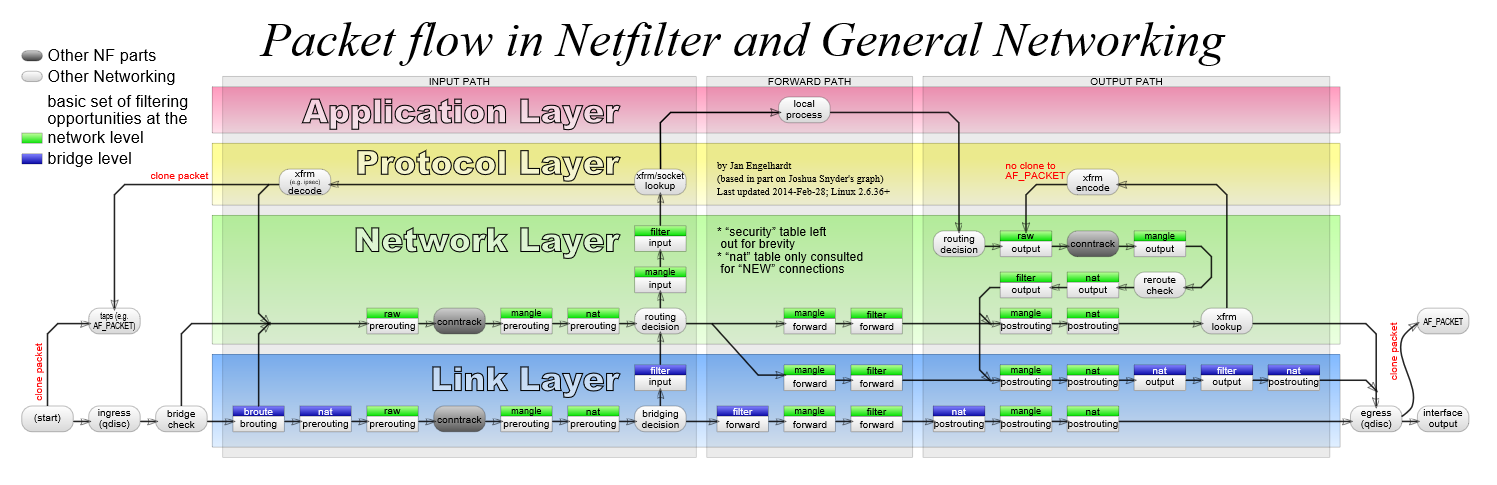 Packet flow in Netfilter and General Networking
Other NF parts
Other Networking
basic set of filtering
opportunities at the
network level
bridge level
INPUT PATH
FORWARD PATH
OUTPUT PATH
Application Layer
local
process
Protocol Layer
clone packet
xfrm
(e.g. ipsec)
decode
xfrm/socket
lookup
by Jan Engelhardt
(based in part on Joshua Snyder's graph)
Last updated 2014-Feb-28; Linux 2.6.36+
no clone to
AF_PACKET
xfrm
encode
Network Layer
filter
input
mangle
input
* “security” table left
out for brevity
* “nat” table only consulted
for “NEW” connections
routing
decision
raw
output
conntrack
mangle
output
filter
output
nat
output
reroute
check
taps (e.g.
AF_PACKET)
raw
prerouting
conntrack
mangle
prerouting
nat
prerouting
routing
decision
mangle
forward
filter
forward
mangle
postrouting
nat
postrouting
xfrm
lookup
AF_PACKET
clone packet
clone packet
Link Layer
filter
input
mangle
forward
filter
forward
mangle
postrouting
nat
postrouting
nat
output
filter
output
nat
postrouting
(start)
ingress
(qdisc)
bridge
check
broute
brouting
nat
prerouting
raw
prerouting
conntrack
mangle
prerouting
nat
prerouting
bridging
decision
filter
forward
mangle
forward
filter
forward
nat
postrouting
mangle
postrouting
nat
postrouting
egress
(qdisc)
interface
output